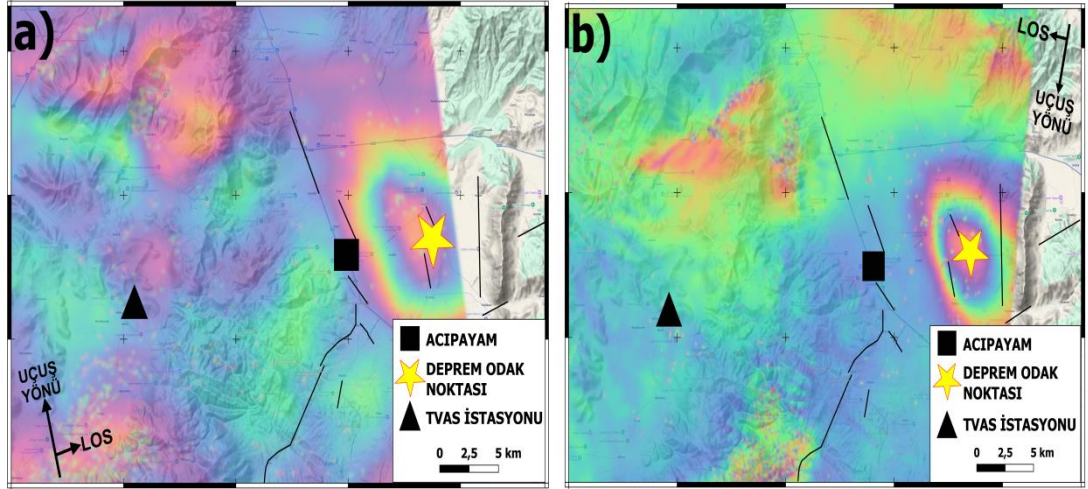 a)
UÇUŞ
YÖNÜ
LOS
ACIPAYAM
DEPREM ODAK
NOKTASI
TVAS İSTASYONU
0 2,5 5 km
b)
LOS
UÇUŞ
YÖNÜ
ACIPAYAM
DEPREM ODAK
NOKTASI
TVAS İSTASYONU
0 2,5 5 km